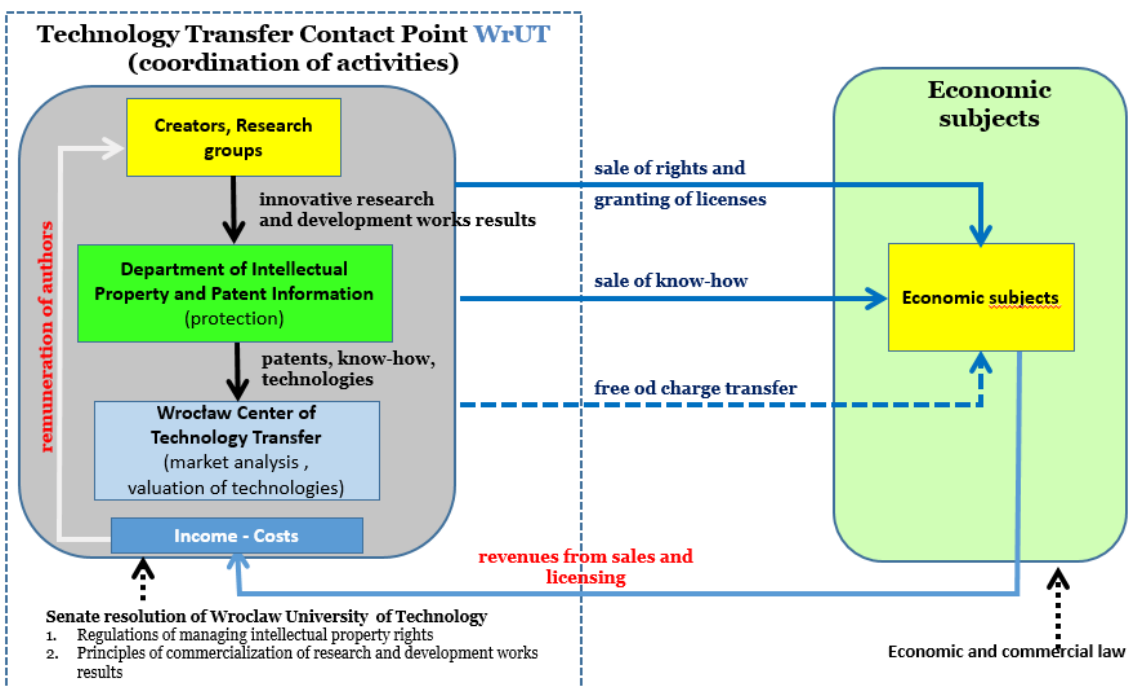 Technology Transfer Contact Point WrUT
(coordination of activities)
Creators, Research
groups
innovative research
and development works results
Department of Intellectual
Property and Patent Information
(protection)
patents, know-how,
technologies
Wrocław Center of
Technology Transfer
(market analysis ,
valuation of technologies)
Income - Costs
remuneration of authors
sale of rights and
granting of licenses
sale of know-how
free od charge transfer
revenues from sales and
licensing
Economic
subjects
Economic subjects
Senate resolution of Wroclaw University of Technology
1. Regulations of managing intellectual property rights
2. Principles of commercialization of research and development works
results
Economic and commercial law